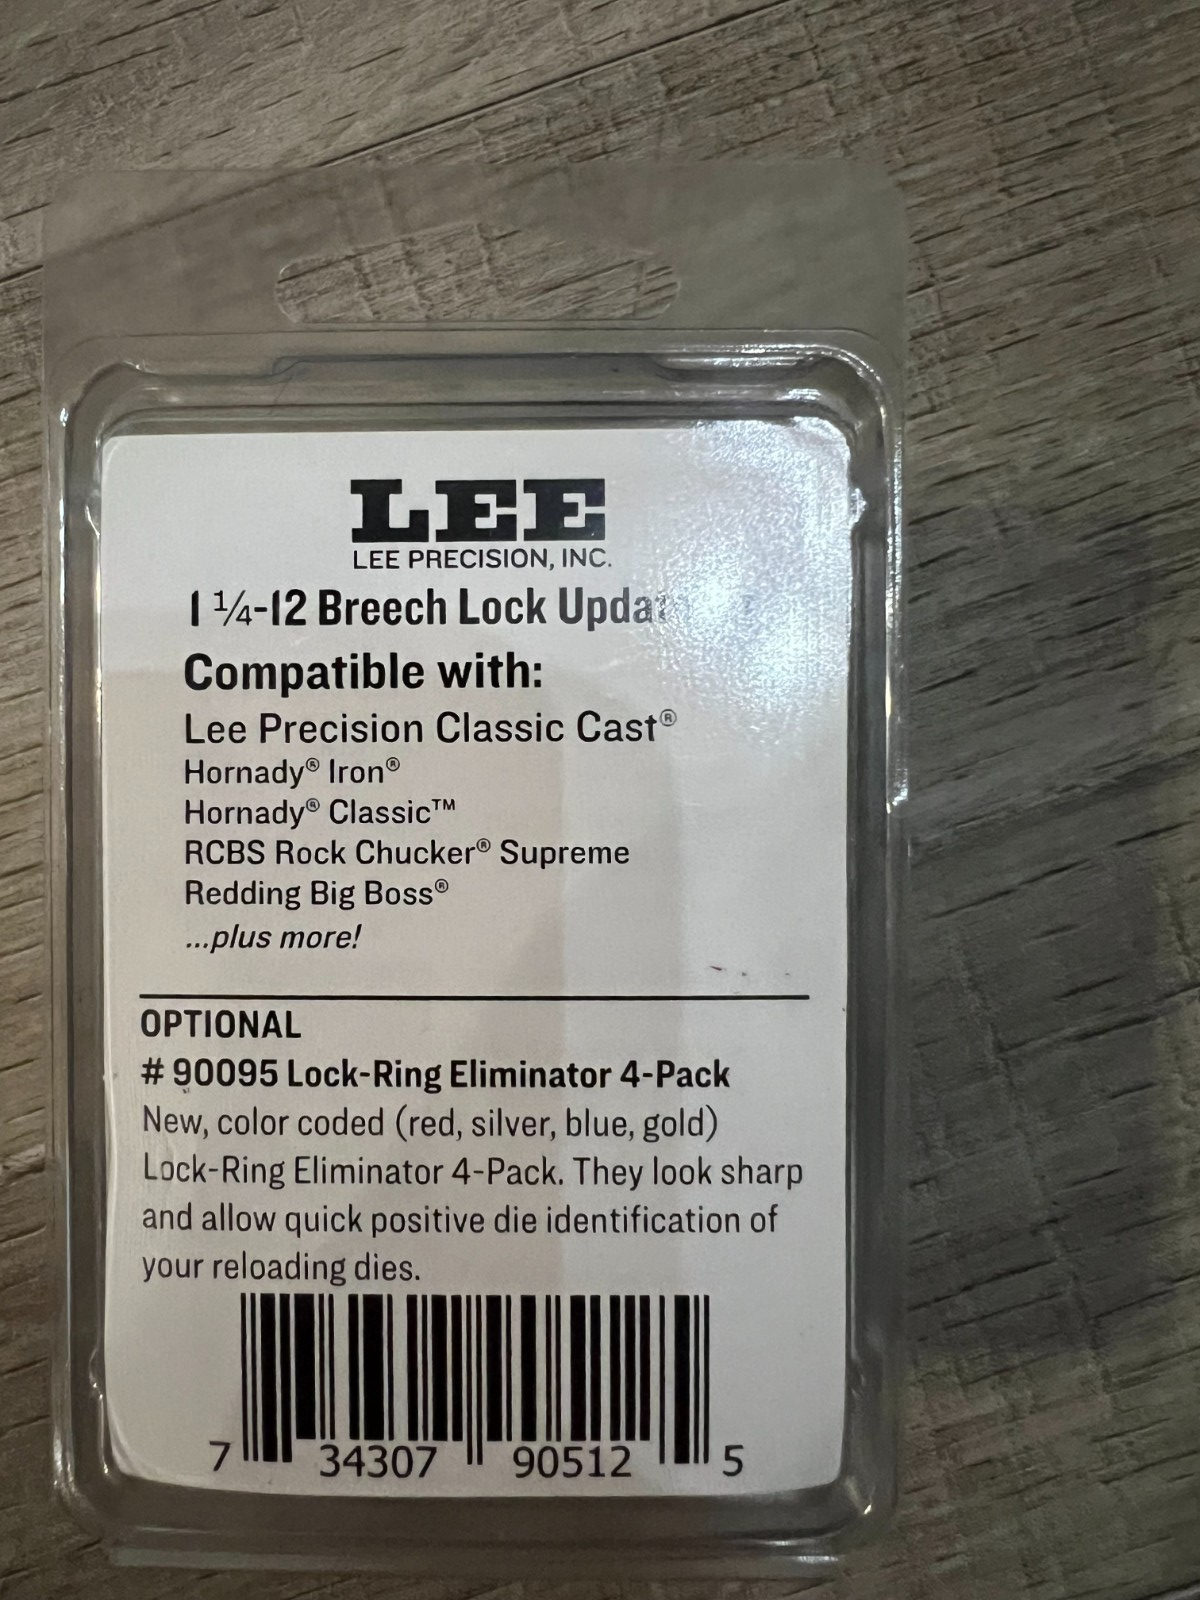 LEE
LEE PRECISION, INC.
1 ¼-12 Breech Lock
Compatible with:
Lee Precision Classic Cast®
Hornady® Iron®
Hornady® Classic™
RCBS Rock Chucker® Supreme
Redding Big Boss®
...plus more!
OPTIONAL
# 90095 Lock-Ring Eliminator 4-Pack
New, color coded (red, silver, blue, gold)
Lock-Ring Eliminator 4-Pack. They look sharp
and allow quick positive die identification of
your reloading dies.
7 34307 90512 5